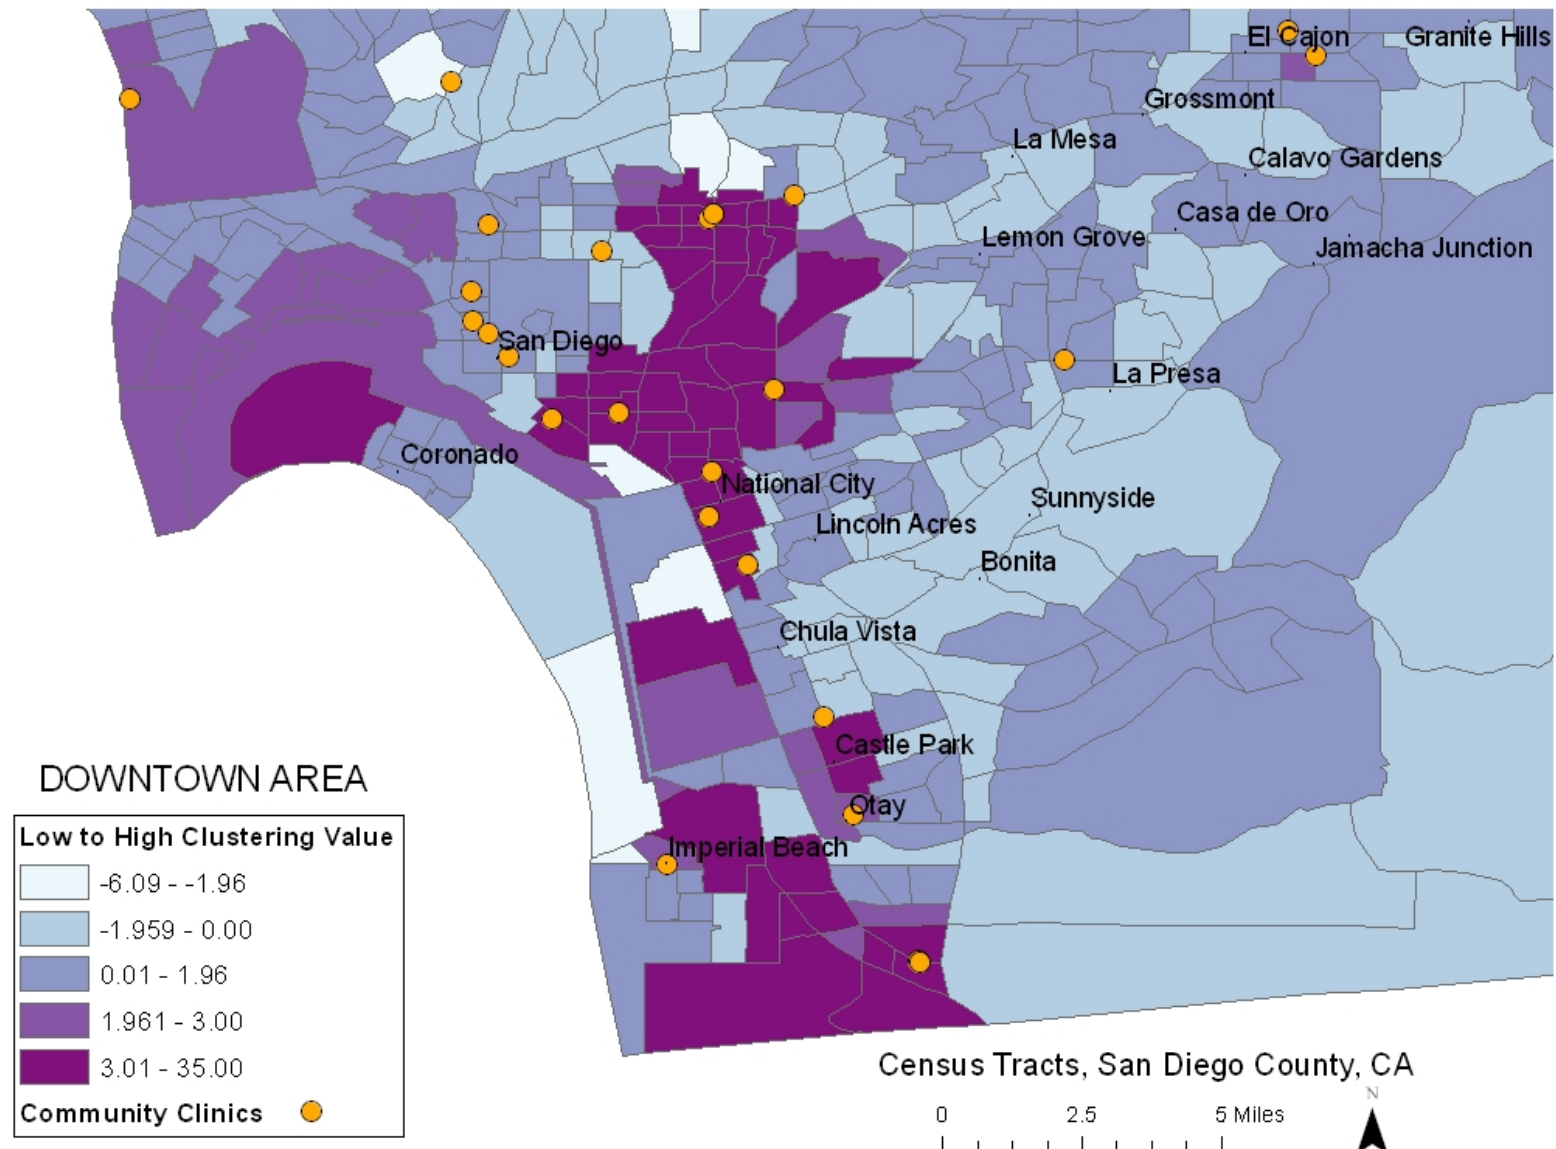 El Cajon
Granite Hills
Grossmont
La Mesa
Calavo Gardens
Casa de Oro
Lemon Grove
Jamacha Junction
San Diego
La Presa
Coronado
National City
Sunnyside
Lincoln Acres
Bonita
Chula Vista
Castle Park
Otay
Imperial Beach
DOWNTOWN AREA
Low to High Clustering Value
-6.09 - -1.96
-1.959 - 0.00
0.01 - 1.96
1.961 - 3.00
3.01 - 35.00
Community Clinics
Census Tracts, San Diego County, CA
N
0 2.5 5 Miles